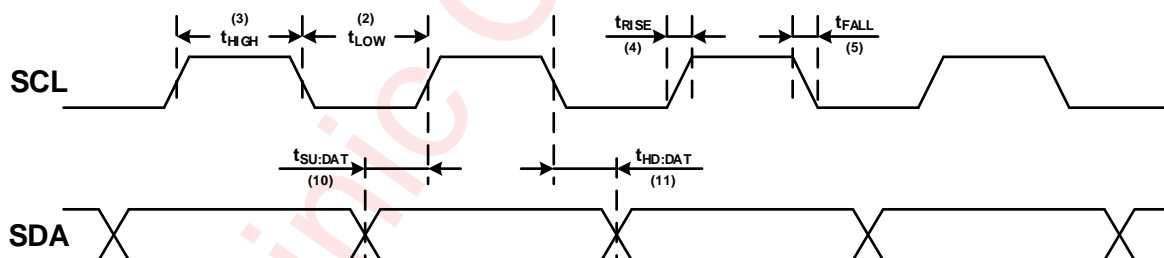 (3) (2)
tHIGH tLOW tRISE tFALL
(4) (5)
SCL
tSU:DAT tHD:DAT
(10) (11)
SDA